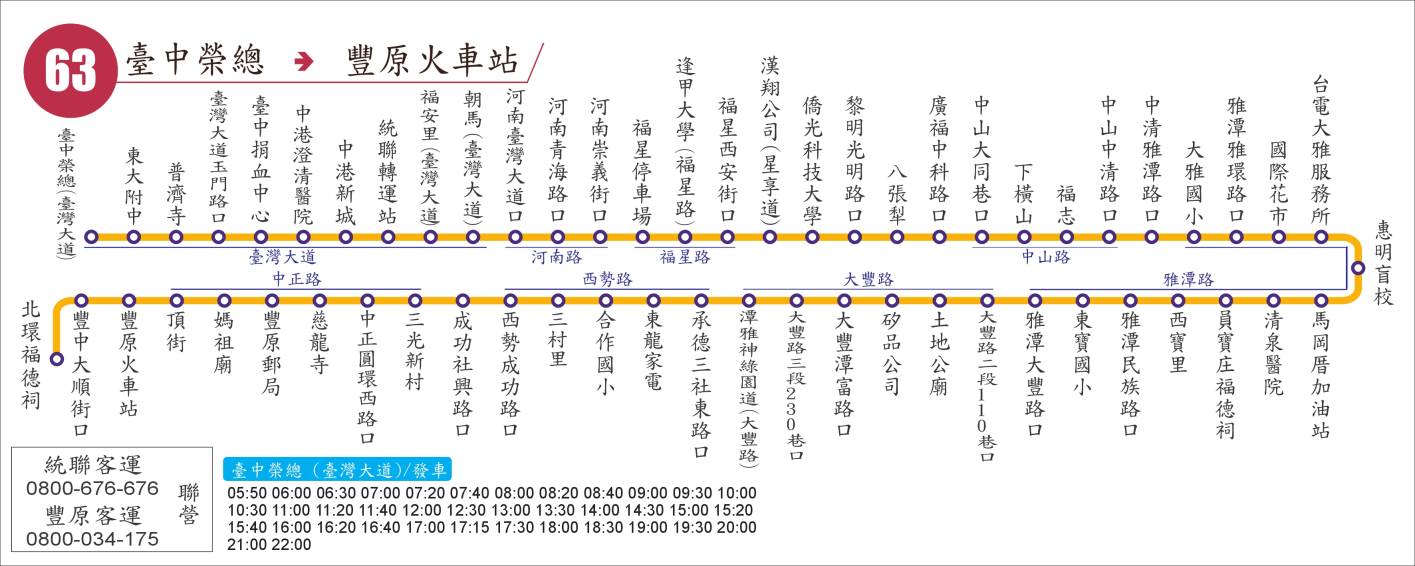 63
臺中榮總 → 豐原火車站
臺中榮總(臺灣大道)
東大附中
普濟寺
臺灣大道玉門路口
臺中捐血中心
中港澄清醫院
中港新城
統聯轉運站
福安里(臺灣大道)
朝馬(臺灣大道)
河南臺灣大道口
河南青海路口
河南崇義街口
福星停車場
逢甲大學(福星路)
福星西安街口
漢翔公司(星享道)
僑光科技大學
黎明光明路口
八張犁
廣福中科路口
中山大同巷口
下橫山
福志
中山中清路口
中清雅潭路口
大雅國小
雅潭雅環路口
國際花市
台電大雅服務所
惠明盲校
臺灣大道
河南路
福星路
中山路
中正路
西勢路
大豐路
雅潭路
北環福德祠
豐中大順街口
豐原火車站
頂街
媽祖廟
豐原郵局
慈龍寺
中正圓環西路口
三光新村
成功社興路口
西勢成功路口
三村里
合作國小
東龍家電
承德三社東路口
潭雅神綠園道(大豐路)
大豐路三段230巷口
大豐潭富路口
矽品公司
土地公廟
大豐路二段110巷口
雅潭大豐路口
東寶國小
雅潭民族路口
西寶里
員寶庄福德祠
清泉醫院
馬岡厝加油站
統聯客運
0800-676-676
豐原客運
0800-034-175
聯營
臺中榮總（臺灣大道)/發車
05:50 06:00 06:30 07:00 07:20 07:40 08:00 08:20 08:40 09:00 09:30 10:00
10:30 11:00 11:20 11:40 12:00 12:30 13:00 13:30 14:00 14:30 15:00 15:20
15:40 16:00 16:20 16:40 17:00 17:15 17:30 18:00 18:30 19:00 19:30 20:00
21:00 22:00